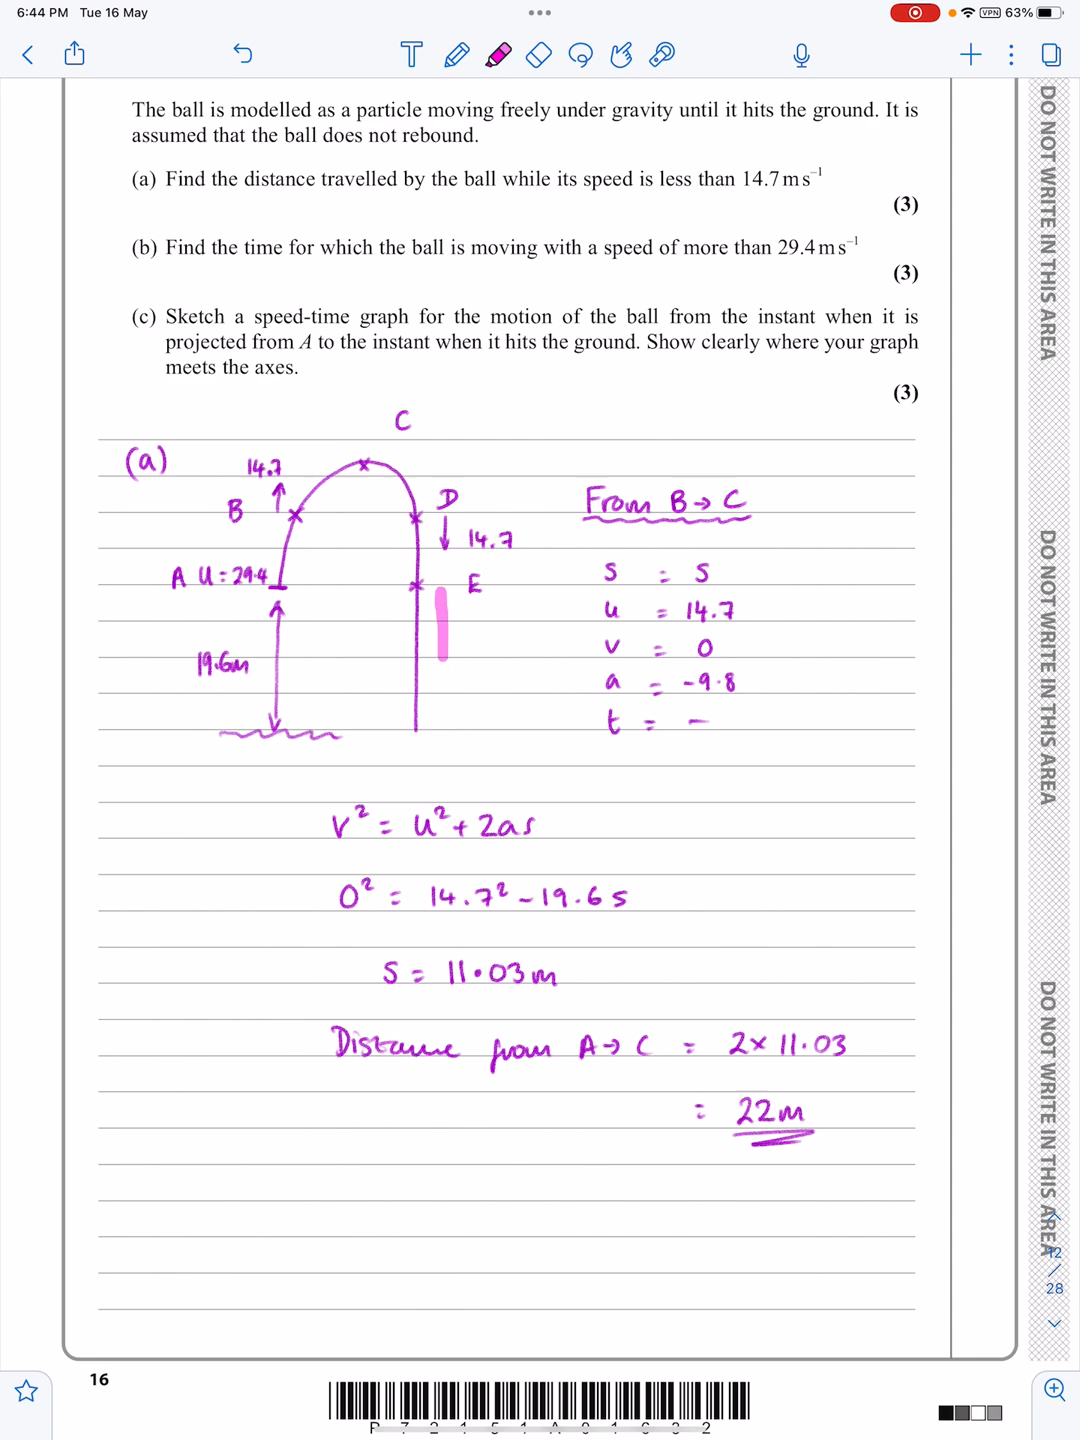 6:44 PM Tue 16 May
VPN 63%
The ball is modelled as a particle moving freely under gravity until it hits the ground. It is
assumed that the ball does not rebound.
(a) Find the distance travelled by the ball while its speed is less than 14.7 m s⁻¹
(3)
(b) Find the time for which the ball is moving with a speed of more than 29.4 m s⁻¹
(3)
(c) Sketch a speed-time graph for the motion of the ball from the instant when it is
projected from A to the instant when it hits the ground. Show clearly where your graph
meets the axes.
(3)
C
(a)
14.7
B
D
14.7
A U = 29.4
E
19.6m
From B → C
s = s
u = 14.7
v = 0
a = -9.8
t = -
v² = u² + 2as
0² = 14.7² - 19.6 s
S = 11.03m
Distance from A → C = 2 × 11.03
= 22m
DO NOT WRITE IN THIS AREA
DO NOT WRITE IN THIS AREA
DO NOT WRITE IN THIS AREA
12
/
28
16